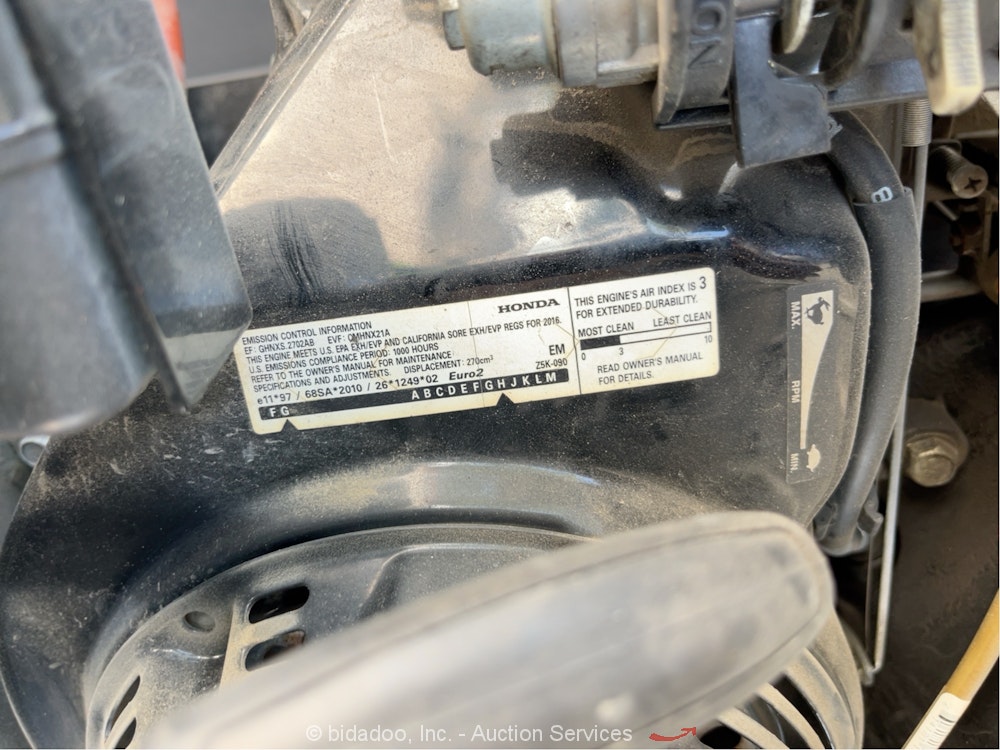 NO
8
EMISSION CONTROL INFORMATION
HONDA
EF: GHNXS.2702AB EVF: QMHNX21A
THIS ENGINE MEETS U.S. EPA EXH/EVP AND CALIFORNIA SORE EXH/EVP REGS FOR 2016.
U.S. EMISSIONS COMPLIANCE PERIOD: 1000 HOURS
REFER TO THE OWNER'S MANUAL FOR MAINTENANCE
SPECIFICATIONS AND ADJUSTMENTS. DISPLACEMENT: 270cm³
EM
Z5K-090
e11*97 / 68SA*2010 / 26*1249*02 Euro2
FG ABCDEFGHJKLM
THIS ENGINE'S AIR INDEX IS 3
FOR EXTENDED DURABILITY.
MOST CLEAN LEAST CLEAN
0 3 10
READ OWNER'S MANUAL
FOR DETAILS.
MAX.
RPM
MIN.
© bidadoo, Inc. - Auction Services